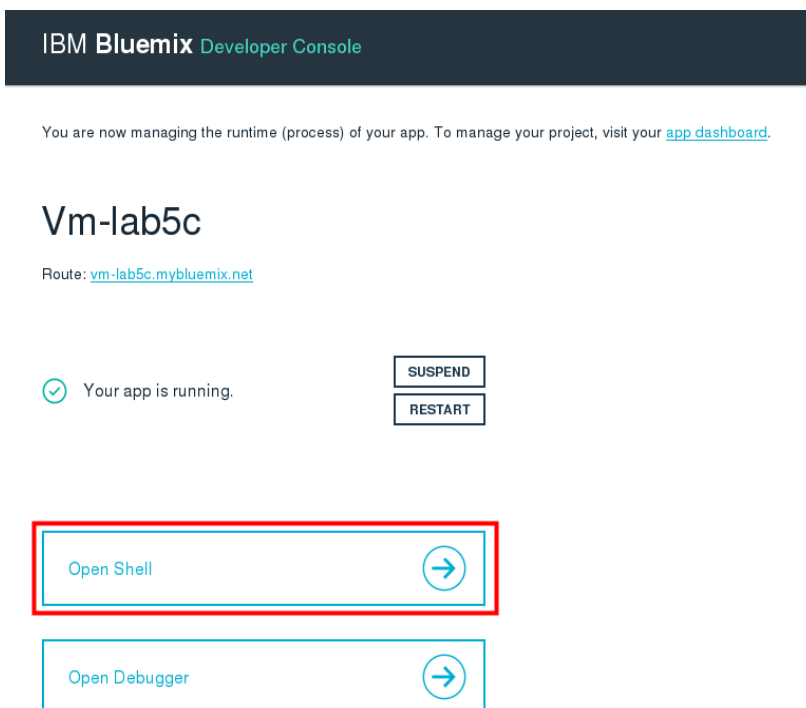 IBM Bluemix Developer Console
You are now managing the runtime (process) of your app. To manage your project, visit your app dashboard.
Vm-lab5c
Route: vm-lab5c.mybluemix.net
Your app is running.
SUSPEND
RESTART
Open Shell
Open Debugger